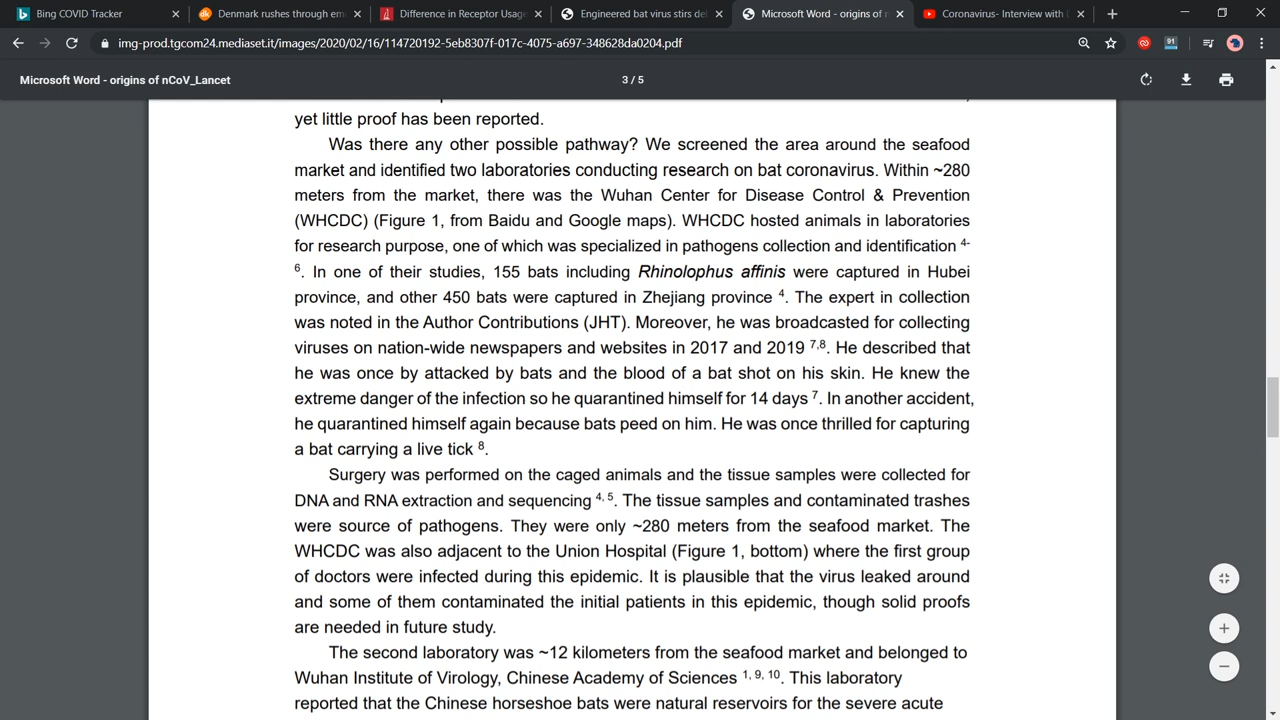 Bing COVID Tracker
Denmark rushes through em
Difference in Receptor Usage
Engineered bat virus stirs de
Microsoft Word - origins of n
Coronavirus- Interview with
img-prod.tgcom24.mediaset.it/images/2020/02/16/114720192-5eb8307f-017c-4075-a697-348628da0204.pdf
91
Microsoft Word - origins of nCoV_Lancet
3 / 5
yet little proof has been reported.
Was there any other possible pathway? We screened the area around the seafood
market and identified two laboratories conducting research on bat coronavirus. Within ~280
meters from the market, there was the Wuhan Center for Disease Control & Prevention
(WHCDC) (Figure 1, from Baidu and Google maps). WHCDC hosted animals in laboratories
for research purpose, one of which was specialized in pathogens collection and identification 4-
6. In one of their studies, 155 bats including Rhinolophus affinis were captured in Hubei
province, and other 450 bats were captured in Zhejiang province 4. The expert in collection
was noted in the Author Contributions (JHT). Moreover, he was broadcasted for collecting
viruses on nation-wide newspapers and websites in 2017 and 2019 7,8. He described that
he was once by attacked by bats and the blood of a bat shot on his skin. He knew the
extreme danger of the infection so he quarantined himself for 14 days 7. In another accident,
he quarantined himself again because bats peed on him. He was once thrilled for capturing
a bat carrying a live tick 8.
Surgery was performed on the caged animals and the tissue samples were collected for
DNA and RNA extraction and sequencing 4, 5. The tissue samples and contaminated trashes
were source of pathogens. They were only ~280 meters from the seafood market. The
WHCDC was also adjacent to the Union Hospital (Figure 1, bottom) where the first group
of doctors were infected during this epidemic. It is plausible that the virus leaked around
and some of them contaminated the initial patients in this epidemic, though solid proofs
are needed in future study.
The second laboratory was ~12 kilometers from the seafood market and belonged to
Wuhan Institute of Virology, Chinese Academy of Sciences 1, 9, 10. This laboratory
reported that the Chinese horseshoe bats were natural reservoirs for the severe acute